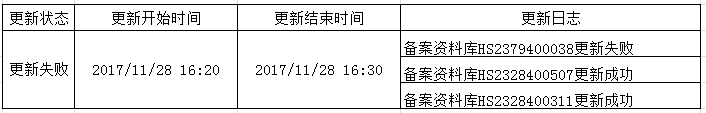 更新状态 更新开始时间 更新结束时间 更新日志
备案资料库HS2379400038更新失败
更新失败 2017/11/28 16:20 2017/11/28 16:30 备案资料库HS2328400507更新成功
备案资料库HS2328400311更新成功